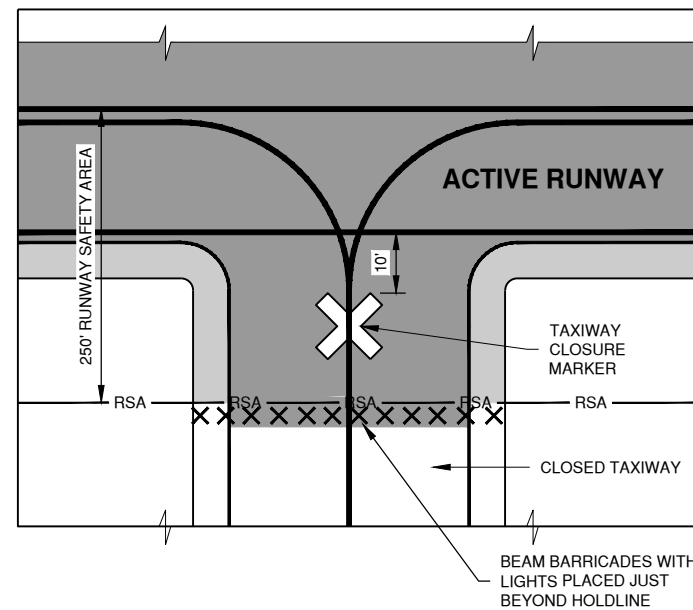 ACTIVE RUNWAY
250' RUNWAY SAFETY AREA
10'
TAXIWAY
CLOSURE
MARKER
RSA RSA RSA RSA RSA
CLOSED TAXIWAY
BEAM BARRICADES WITH
LIGHTS PLACED JUST
BEYOND HOLDLINE